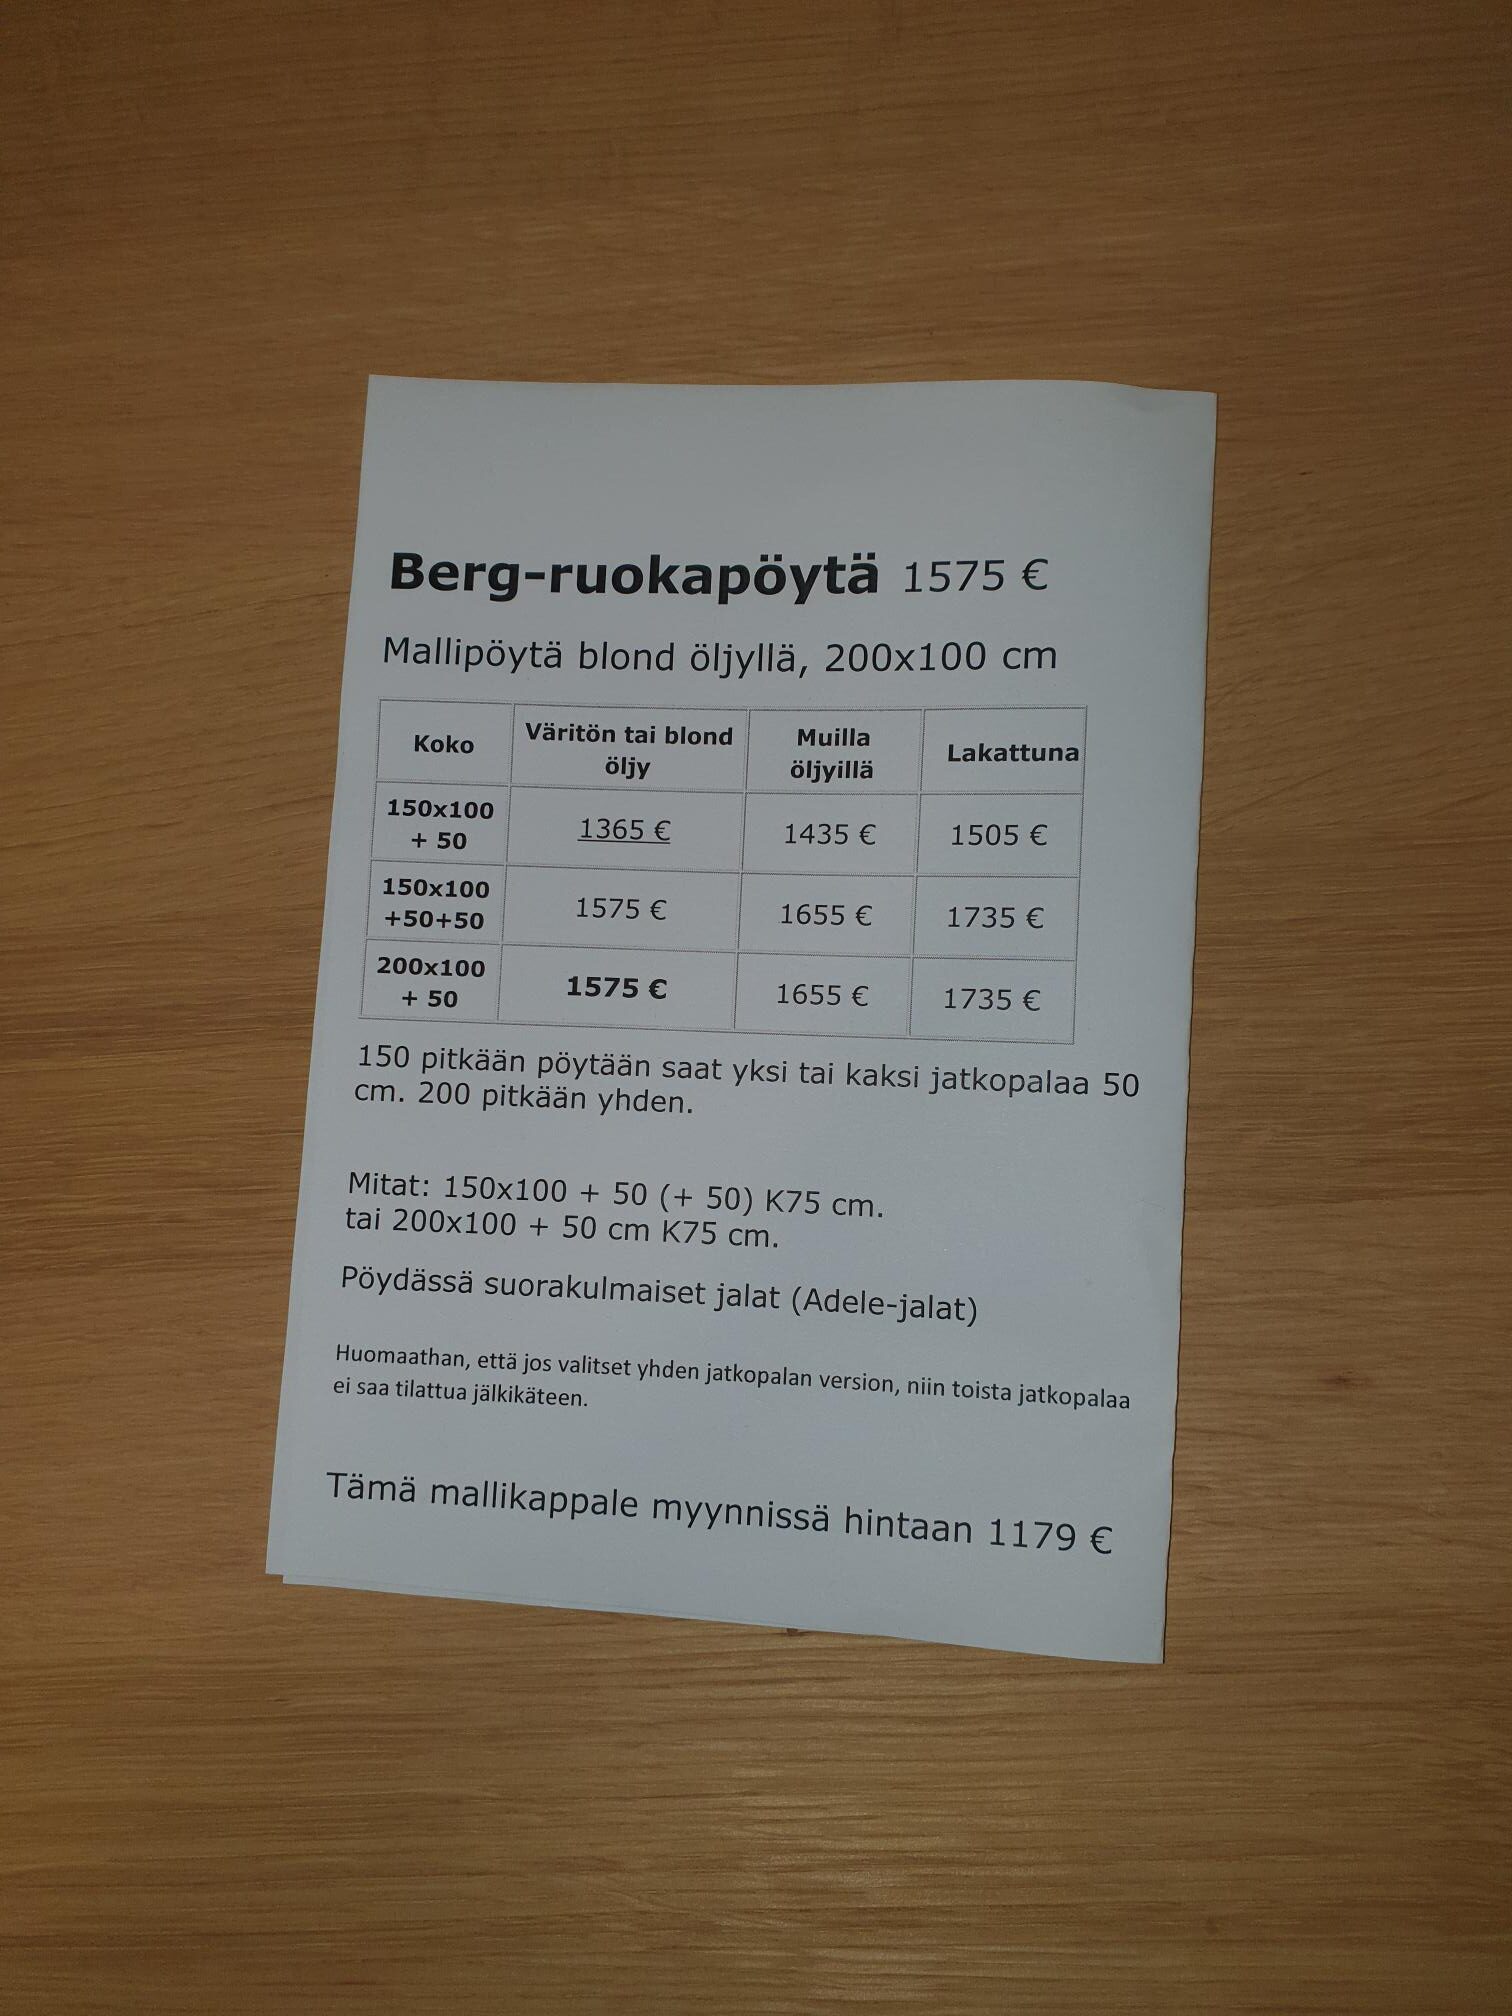 Berg-ruokapöytä 1575 €
Mallipöytä blond öljyllä, 200x100 cm
Koko
Väritön tai blond
öljy
Muilla
öljyillä
Lakattuna
150x100
+ 50
1365 €
1435 €
1505 €
150x100
+50+50
1575 €
1655 €
1735 €
200x100
+ 50
1575 €
1655 €
1735 €
150 pitkään pöytään saat yksi tai kaksi jatkopalaa 50
cm. 200 pitkään yhden.
Mitat: 150x100 + 50 (+ 50) K75 cm.
tai 200x100 + 50 cm K75 cm.
Pöydässä suorakulmaiset jalat (Adele-jalat)
Huomaathan, että jos valitset yhden jatkopalan version, niin toista jatkopalaa
ei saa tilattua jälkikäteen.
Tämä mallikappale myynnissä hintaan 1179 €